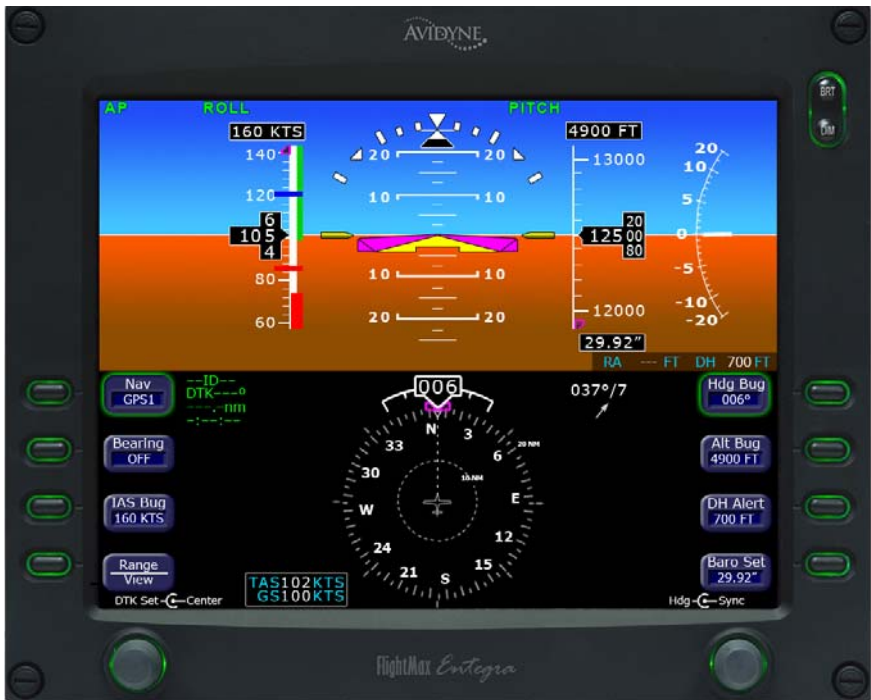 AVIDYNE
BRT
DIM
AP ROLL PITCH
160 KTS
4900 FT
140
120
6
105
4
80
60
20 20
10 10
10 10
20 20
13000
20
12500
80
12000
29.92"
20
10
5
0
-5
-10
-20
RA --- FT DH 700 FT
Nav
GPS1
--ID--
DTK---°
---.-nm
-:--:--
Bearing
OFF
IAS Bug
160 KTS
Range
View
DTK Set Center
TAS102KTS
GS100KTS
006
N
3
6
E
12
15
S
21
24
W
30
33
20 NM
10 NM
037°/7
Hdg Bug
006°
Alt Bug
4900 FT
DH Alert
700 FT
Baro Set
29.92"
Hdg Sync
FlightMax Entegra